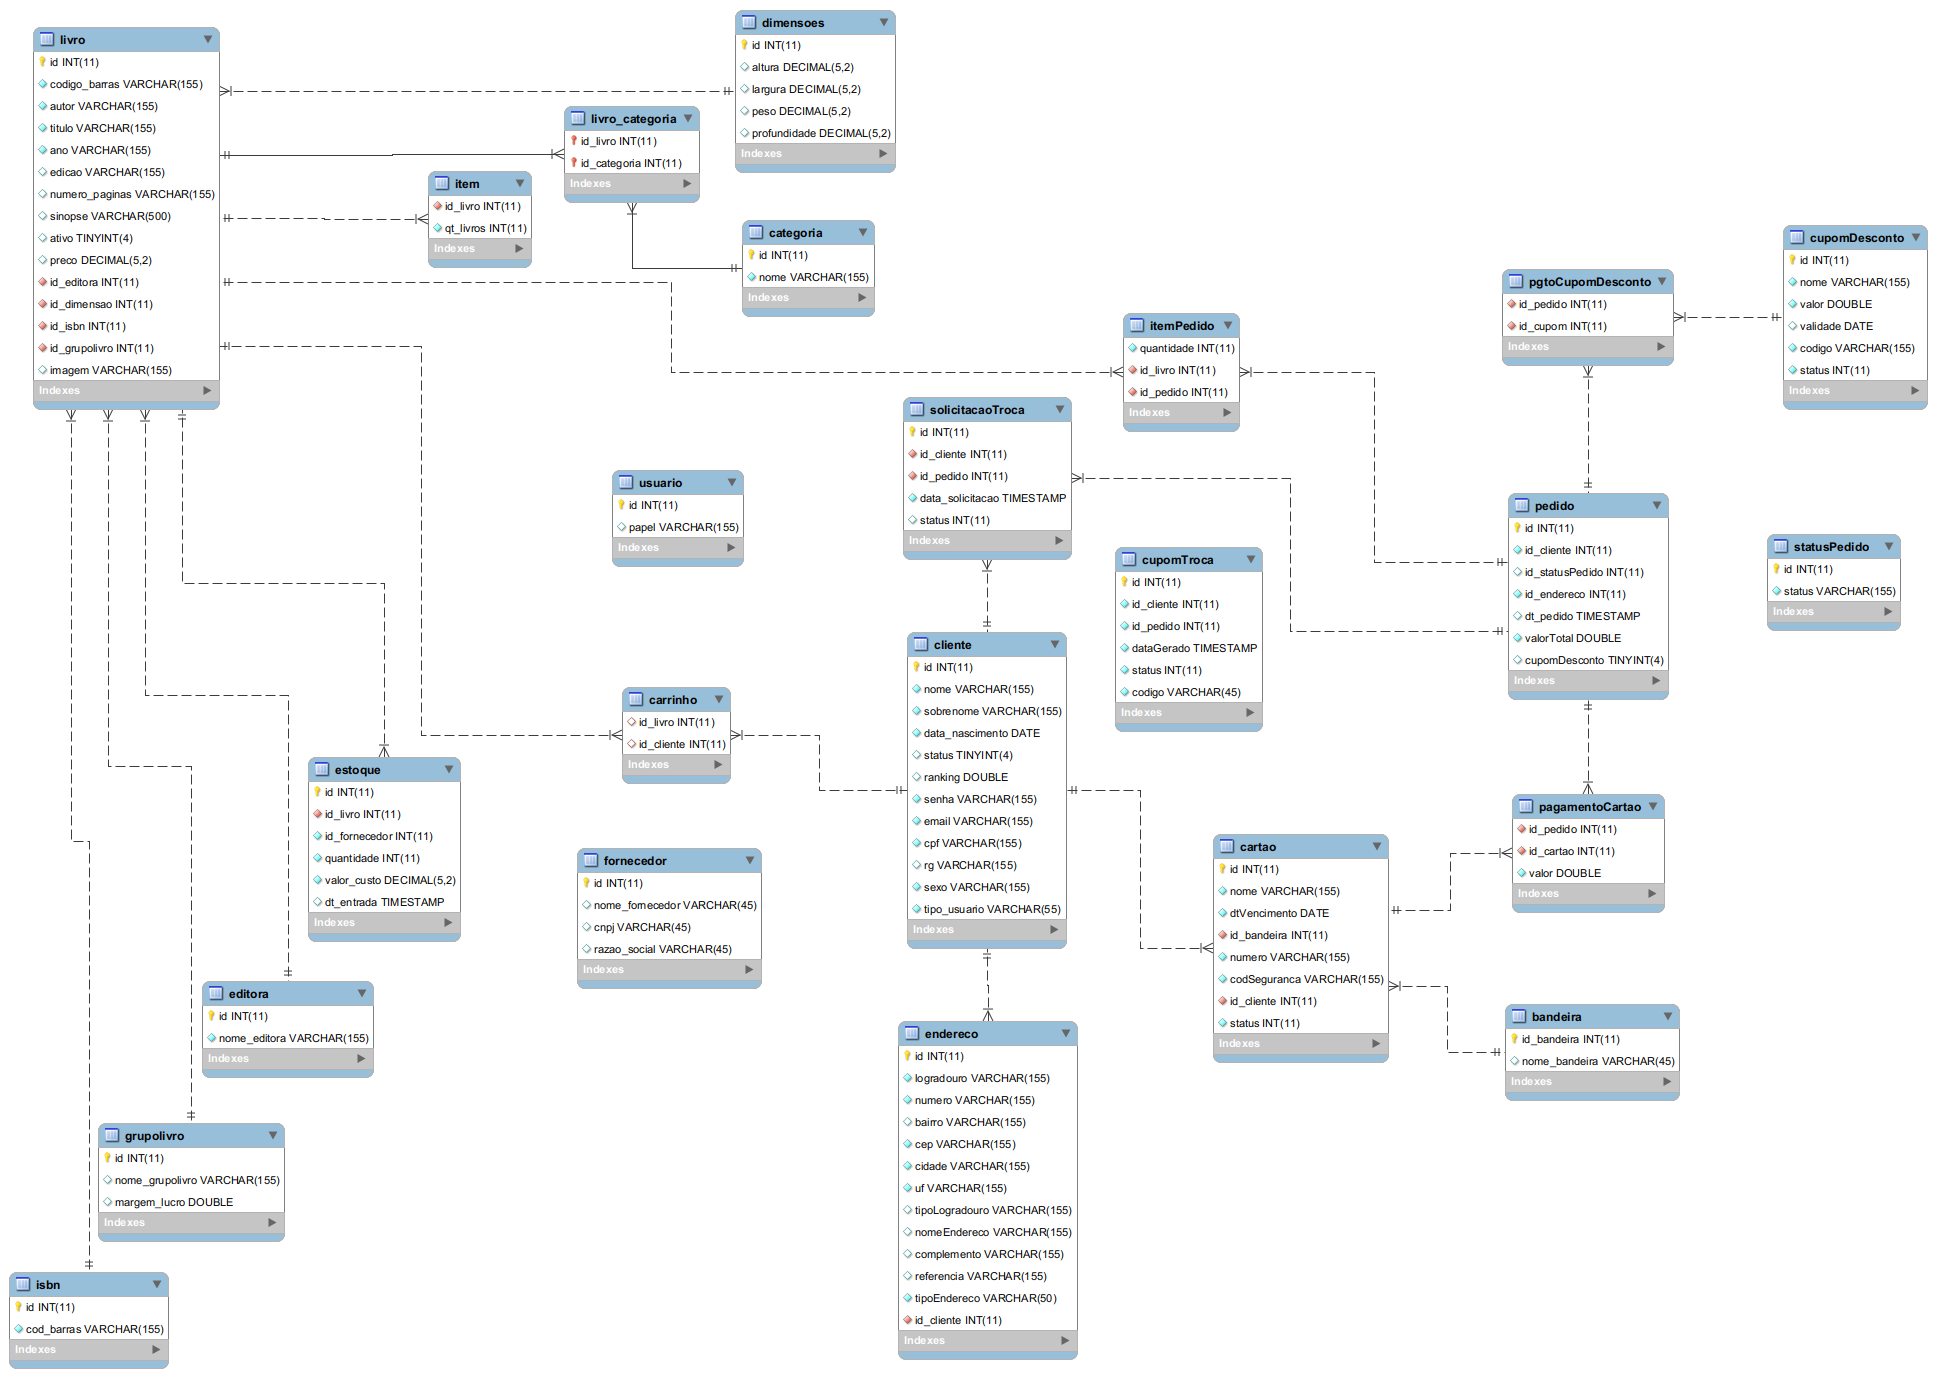 livro
id INT(11)
codigo_barras VARCHAR(155)
autor VARCHAR(155)
titulo VARCHAR(155)
ano VARCHAR(155)
edicao VARCHAR(155)
numero_paginas VARCHAR(155)
sinopse VARCHAR(500)
ativo TINYINT(4)
preco DECIMAL(5,2)
id_editora INT(11)
id_dimensao INT(11)
id_isbn INT(11)
id_grupolivro INT(11)
imagem VARCHAR(155)
Indexes
dimensoes
id INT(11)
altura DECIMAL(5,2)
largura DECIMAL(5,2)
peso DECIMAL(5,2)
profundidade DECIMAL(5,2)
Indexes
livro_categoria
id_livro INT(11)
id_categoria INT(11)
Indexes
item
id_livro INT(11)
qt_livros INT(11)
Indexes
categoria
id INT(11)
nome VARCHAR(155)
Indexes
cupomDesconto
id INT(11)
nome VARCHAR(155)
valor DOUBLE
validade DATE
codigo VARCHAR(155)
status INT(11)
Indexes
pgtoCupomDesconto
id_pedido INT(11)
id_cupom INT(11)
Indexes
itemPedido
quantidade INT(11)
id_livro INT(11)
id_pedido INT(11)
Indexes
solicitacaoTroca
id INT(11)
id_cliente INT(11)
id_pedido INT(11)
data_solicitacao TIMESTAMP
status INT(11)
Indexes
usuario
id INT(11)
papel VARCHAR(155)
Indexes
pedido
id INT(11)
id_cliente INT(11)
id_statusPedido INT(11)
id_endereco INT(11)
dt_pedido TIMESTAMP
valorTotal DOUBLE
cupomDesconto TINYINT(4)
Indexes
statusPedido
id INT(11)
status VARCHAR(155)
Indexes
cupomTroca
id INT(11)
id_cliente INT(11)
id_pedido INT(11)
dataGerado TIMESTAMP
status INT(11)
codigo VARCHAR(45)
Indexes
cliente
id INT(11)
nome VARCHAR(155)
sobrenome VARCHAR(155)
data_nascimento DATE
status TINYINT(4)
ranking DOUBLE
senha VARCHAR(155)
email VARCHAR(155)
cpf VARCHAR(155)
rg VARCHAR(155)
sexo VARCHAR(155)
tipo_usuario VARCHAR(55)
Indexes
carrinho
id_livro INT(11)
id_cliente INT(11)
Indexes
estoque
id INT(11)
id_livro INT(11)
id_fornecedor INT(11)
quantidade INT(11)
valor_custo DECIMAL(5,2)
dt_entrada TIMESTAMP
Indexes
fornecedor
id INT(11)
nome_fornecedor VARCHAR(45)
cnpj VARCHAR(45)
razao_social VARCHAR(45)
Indexes
pagamentoCartao
id_pedido INT(11)
id_cartao INT(11)
valor DOUBLE
Indexes
cartao
id INT(11)
nome VARCHAR(155)
dtVencimento DATE
id_bandeira INT(11)
numero VARCHAR(155)
codSeguranca VARCHAR(155)
id_cliente INT(11)
status INT(11)
Indexes
editora
id INT(11)
nome_editora VARCHAR(155)
Indexes
bandeira
id_bandeira INT(11)
nome_bandeira VARCHAR(45)
Indexes
endereco
id INT(11)
logradouro VARCHAR(155)
numero VARCHAR(155)
bairro VARCHAR(155)
cep VARCHAR(155)
cidade VARCHAR(155)
uf VARCHAR(155)
tipoLogradouro VARCHAR(155)
nomeEndereco VARCHAR(155)
complemento VARCHAR(155)
referencia VARCHAR(155)
tipoEndereco VARCHAR(50)
id_cliente INT(11)
Indexes
grupolivro
id INT(11)
nome_grupolivro VARCHAR(155)
margem_lucro DOUBLE
Indexes
isbn
id INT(11)
cod_barras VARCHAR(155)
Indexes